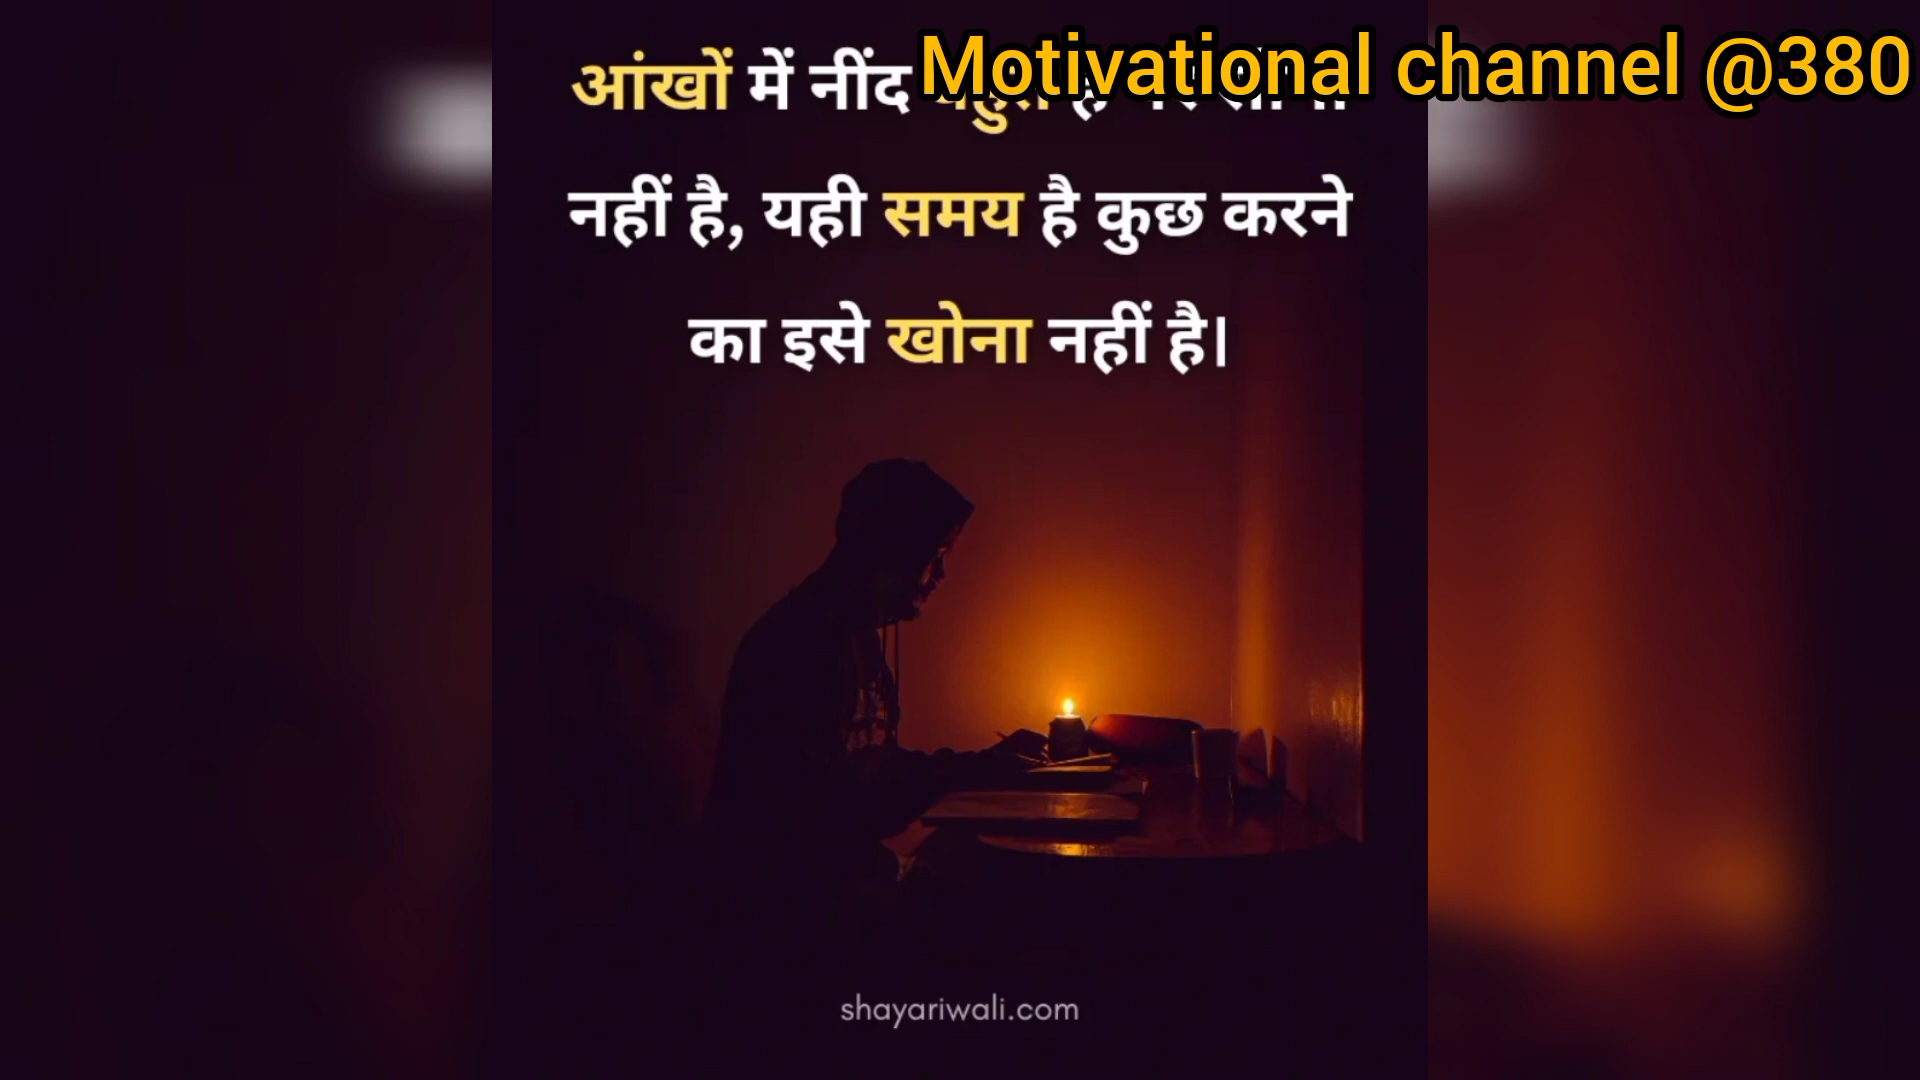 Motivational channel @380
आंखों में नींद
नहीं है, यही समय है कुछ करने
का इसे खोना नहीं है।
shayariwali.com